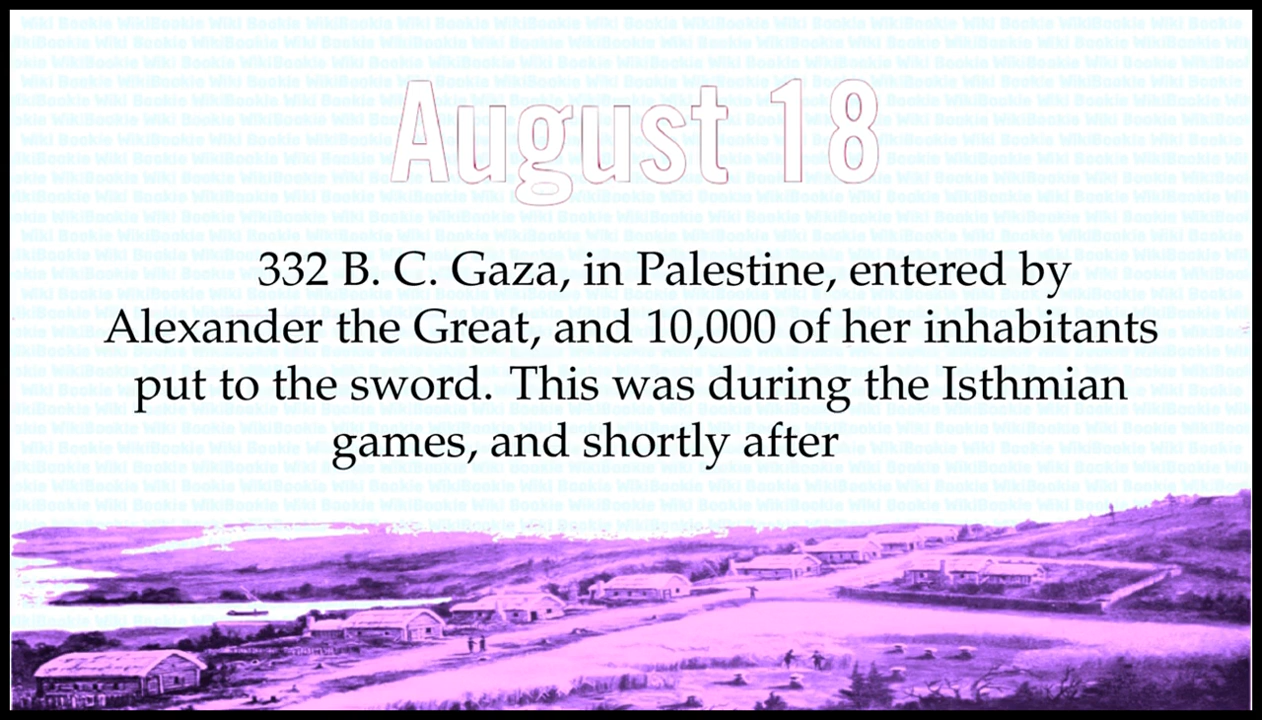 August 18
332 B. C. Gaza, in Palestine, entered by
Alexander the Great, and 10,000 of her inhabitants
put to the sword. This was during the Isthmian
games, and shortly after